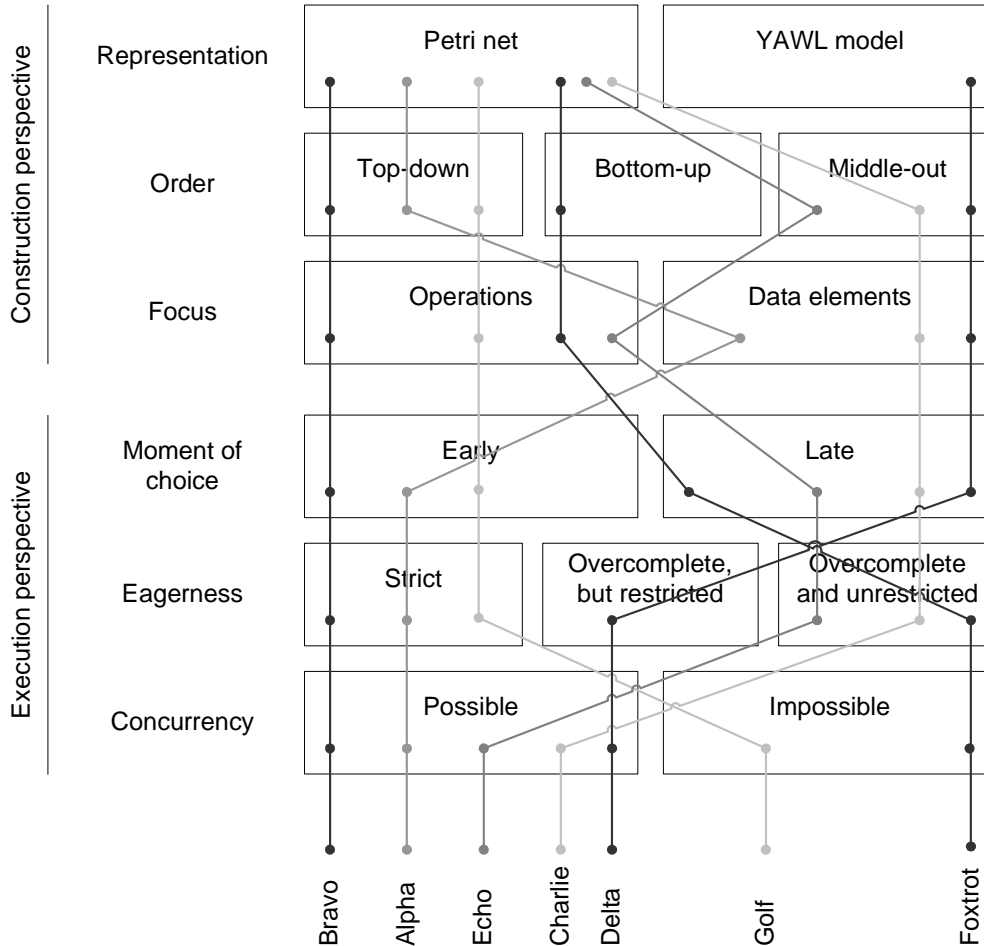 Construction perspective
Representation
Petri net
YAWL model
Order
Top-down
Bottom-up
Middle-out
Focus
Operations
Data elements
Execution perspective
Moment of
choice
Early
Late
Eagerness
Strict
Overcomplete,
but restricted
Overcomplete
and unrestricted
Concurrency
Possible
Impossible
Bravo
Alpha
Echo
Charlie
Delta
Golf
Foxtrot